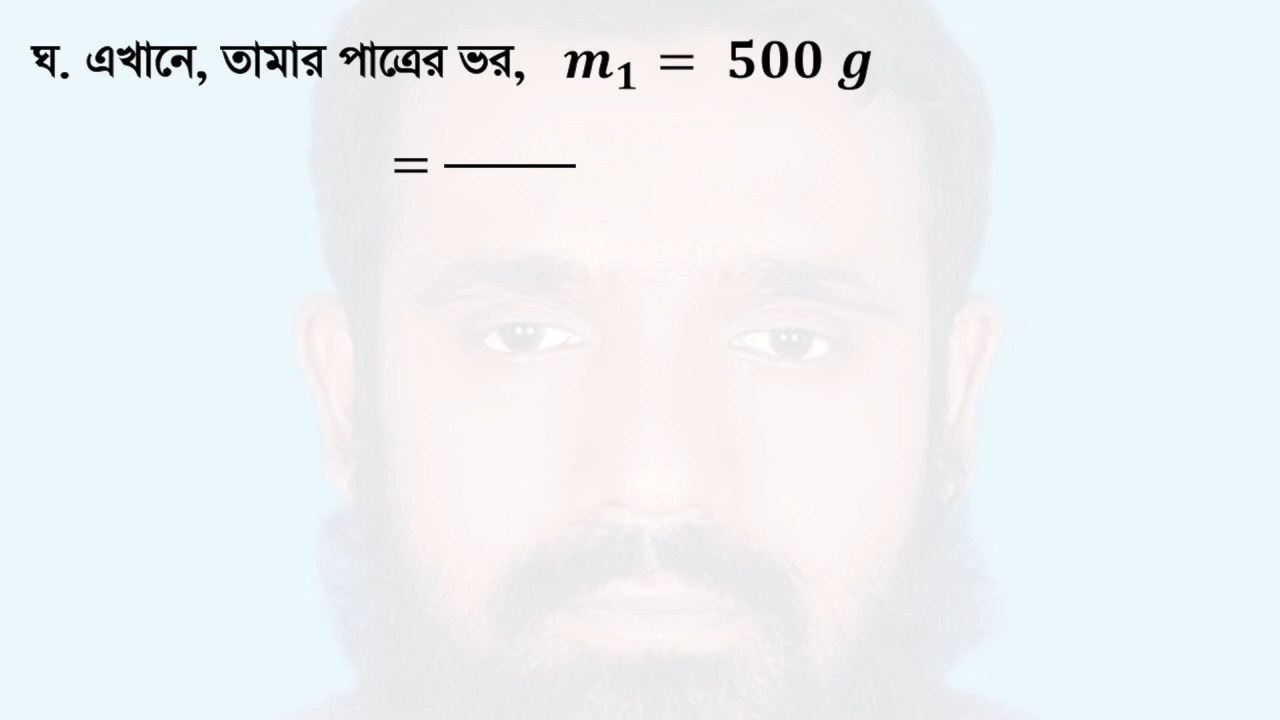 ঘ. এখানে, তামার পাত্রের ভর, m₁ = 500 g
= ———